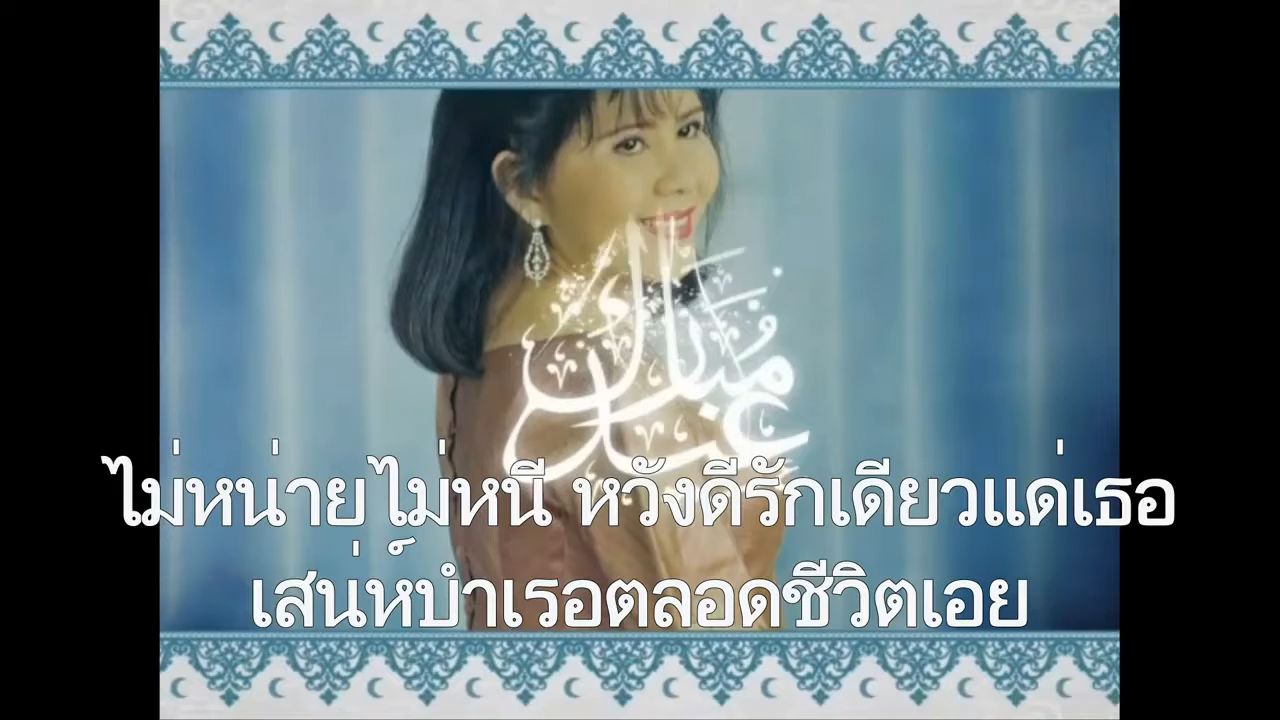 عيد مُبارك
ไม่หน่ายไม่หนี หวังดีรักเดียวแด่เธอ
เสน่ห์บำเรอตลอดชีวิตเอย